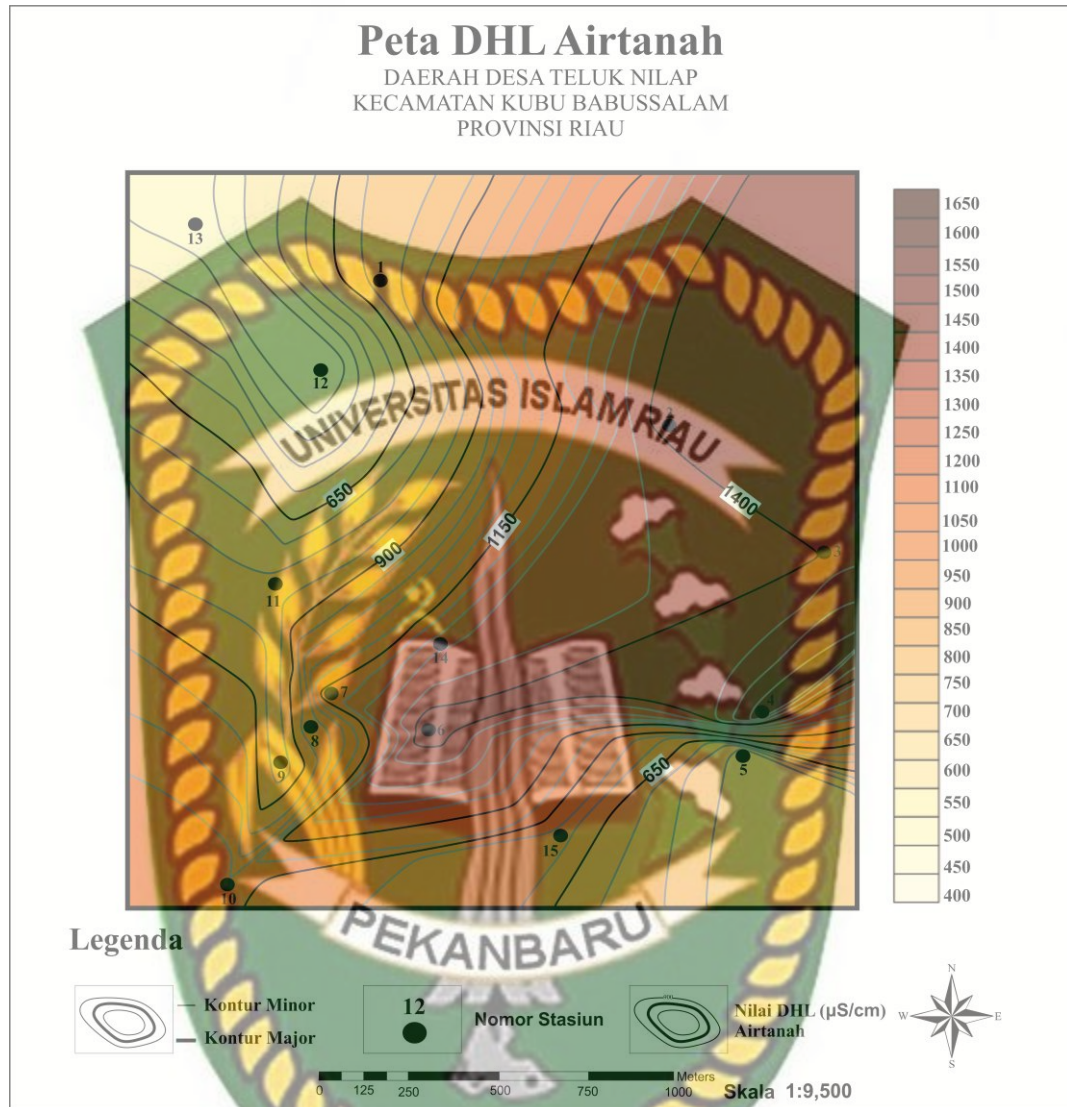 Peta DHL Airtanah
DAERAH DESA TELUK NILAP
KECAMATAN KUBU BABUSSALAM
PROVINSI RIAU
13
1
12
UNIVERSITAS ISLAM RIAU
2
650
1400
1150
900
3
11
14
7
4
6
8
9
650
5
15
10
PEKANBARU
1650
1600
1550
1500
1450
1400
1350
1300
1250
1200
1100
1050
1000
950
900
850
800
750
700
650
600
550
500
450
400
Legenda
Kontur Minor
Kontur Major
12
Nomor Stasiun
Nilai DHL (µS/cm)
Airtanah
N
W
E
S
Meters
0 125 250 500 750 1000
Skala 1:9,500